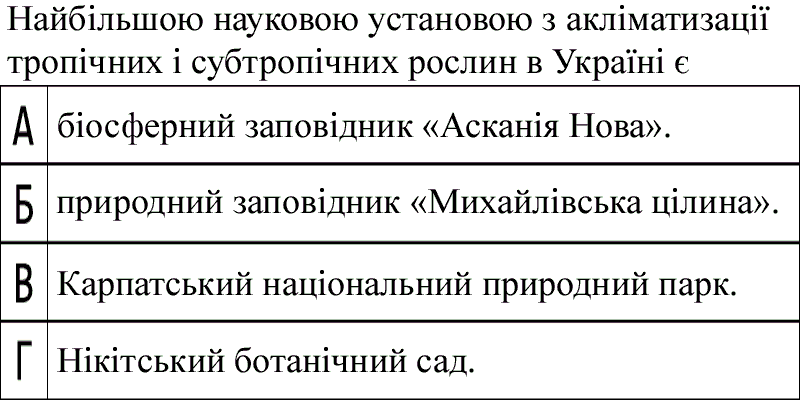 Найбільшою науковою установою з акліматизації
тропічних і субтропічних рослин в Україні є
А біосферний заповідник «Асканія Нова».
Б природний заповідник «Михайлівська цілина».
В Карпатський національний природний парк.
Г Нікітський ботанічний сад.